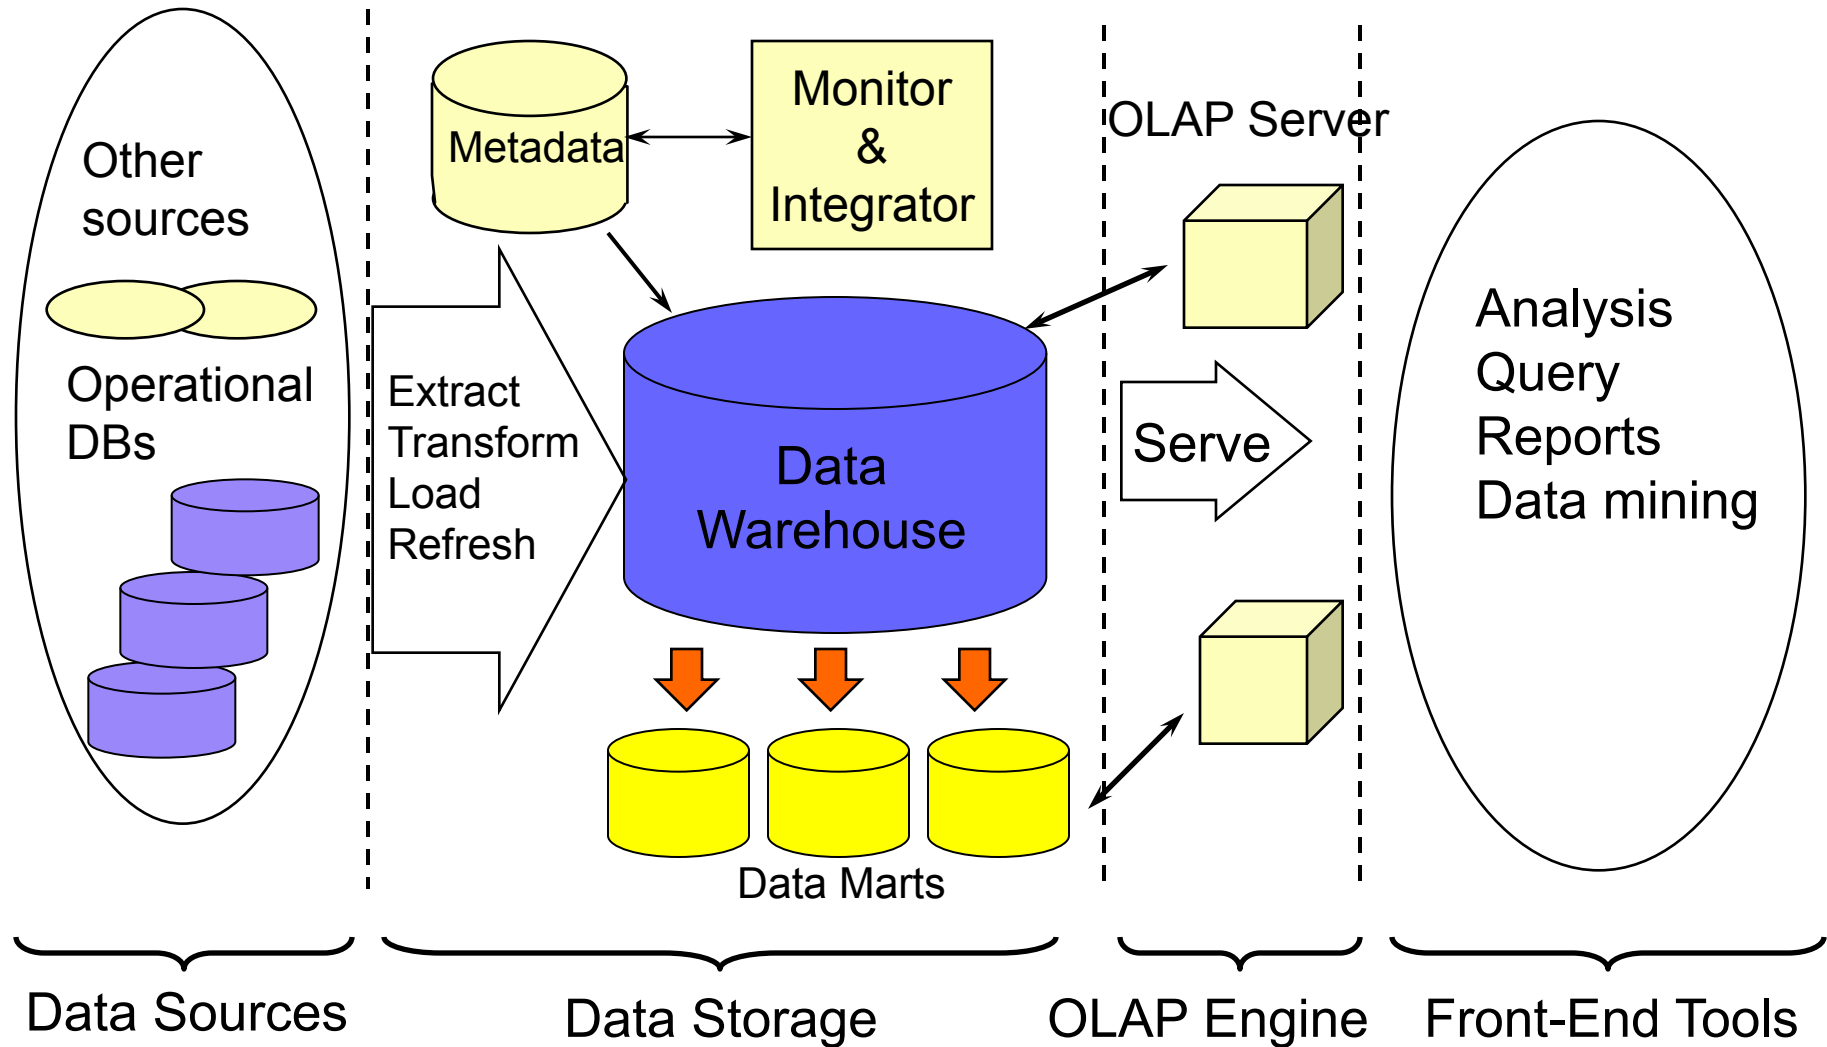 Other
sources
Operational
DBs
Metadata
Monitor
&
Integrator
Extract
Transform
Load
Refresh
Data
Warehouse
Data Marts
OLAP Server
Serve
Analysis
Query
Reports
Data mining
Data Sources
Data Storage
OLAP Engine
Front-End Tools